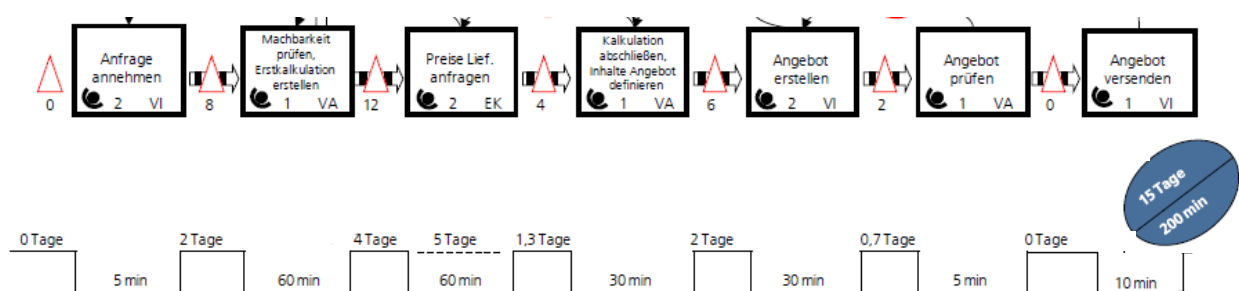 Anfrage
annehmen
2 VI
Machbarkeit
prüfen,
Erstkalkulation
erstellen
1 VA
Preise Lief.
anfragen
2 EK
Kalkulation
abschließen,
Inhalte Angebot
definieren
1 VA
Angebot
erstellen
2 VI
Angebot
prüfen
1 VA
Angebot
versenden
1 VI
0 8 12 4 6 2 0
15 Tage
200 min
0 Tage 2 Tage 4 Tage 5 Tage 1,3 Tage 2 Tage 0,7 Tage 0 Tage
5 min 60 min 60 min 30 min 30 min 5 min 10 min